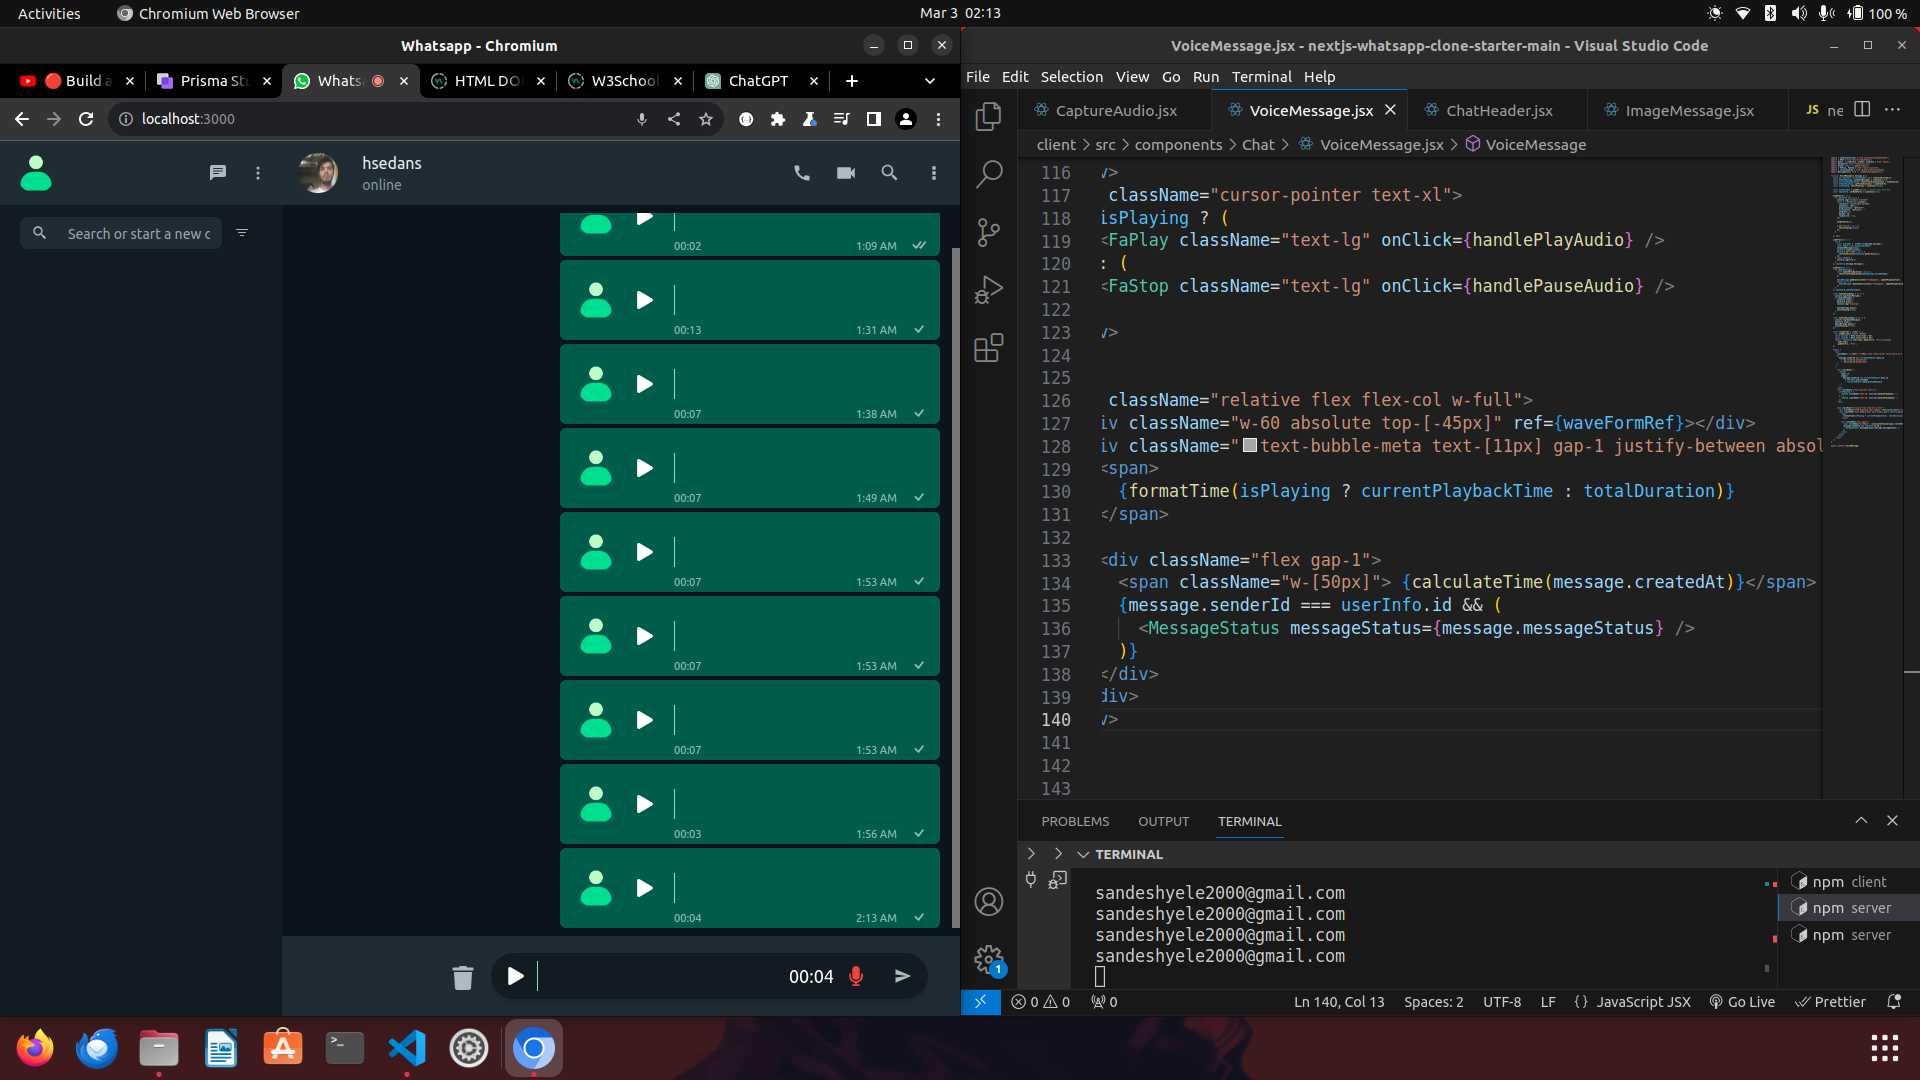 Activities
Chromium Web Browser
Mar 3 02:13
100 %
Whatsapp - Chromium
Build a
Prisma Stu
Whats
HTML DO
W3School
ChatGPT
localhost:3000
hsedans
online
Search or start a new c
00:02 1:09 AM
00:13 1:31 AM
00:07 1:38 AM
00:07 1:49 AM
00:07 1:53 AM
00:07 1:53 AM
00:07 1:53 AM
00:03 1:56 AM
00:04 2:13 AM
00:04
VoiceMessage.jsx - nextjs-whatsapp-clone-starter-main - Visual Studio Code
File Edit Selection View Go Run Terminal Help
CaptureAudio.jsx
VoiceMessage.jsx
ChatHeader.jsx
ImageMessage.jsx
JS ne
client > src > components > Chat > VoiceMessage.jsx > VoiceMessage
116 />
117 className="cursor-pointer text-xl">
118 isPlaying ? (
119 <FaPlay className="text-lg" onClick={handlePlayAudio} />
120 : (
121 <FaStop className="text-lg" onClick={handlePauseAudio} />
122
123 />
124
125
126 className="relative flex flex-col w-full">
127 iv className="w-60 absolute top-[-45px]" ref={waveFormRef}></div>
128 iv className="text-bubble-meta text-[11px] gap-1 justify-between absol
129 <span>
130 {formatTime(isPlaying ? currentPlaybackTime : totalDuration)}
131 </span>
132
133 <div className="flex gap-1">
134 <span className="w-[50px]"> {calculateTime(message.createdAt)}</span>
135 {message.senderId === userInfo.id && (
136 <MessageStatus messageStatus={message.messageStatus} />
137 )}
138 </div>
139 div>
140 />
141
142
143
PROBLEMS OUTPUT TERMINAL
TERMINAL
sandeshyele2000@gmail.com
sandeshyele2000@gmail.com
sandeshyele2000@gmail.com
sandeshyele2000@gmail.com
npm client
npm server
npm server
1
0 0 0
Ln 140, Col 13 Spaces: 2 UTF-8 LF {} JavaScript JSX Go Live Prettier